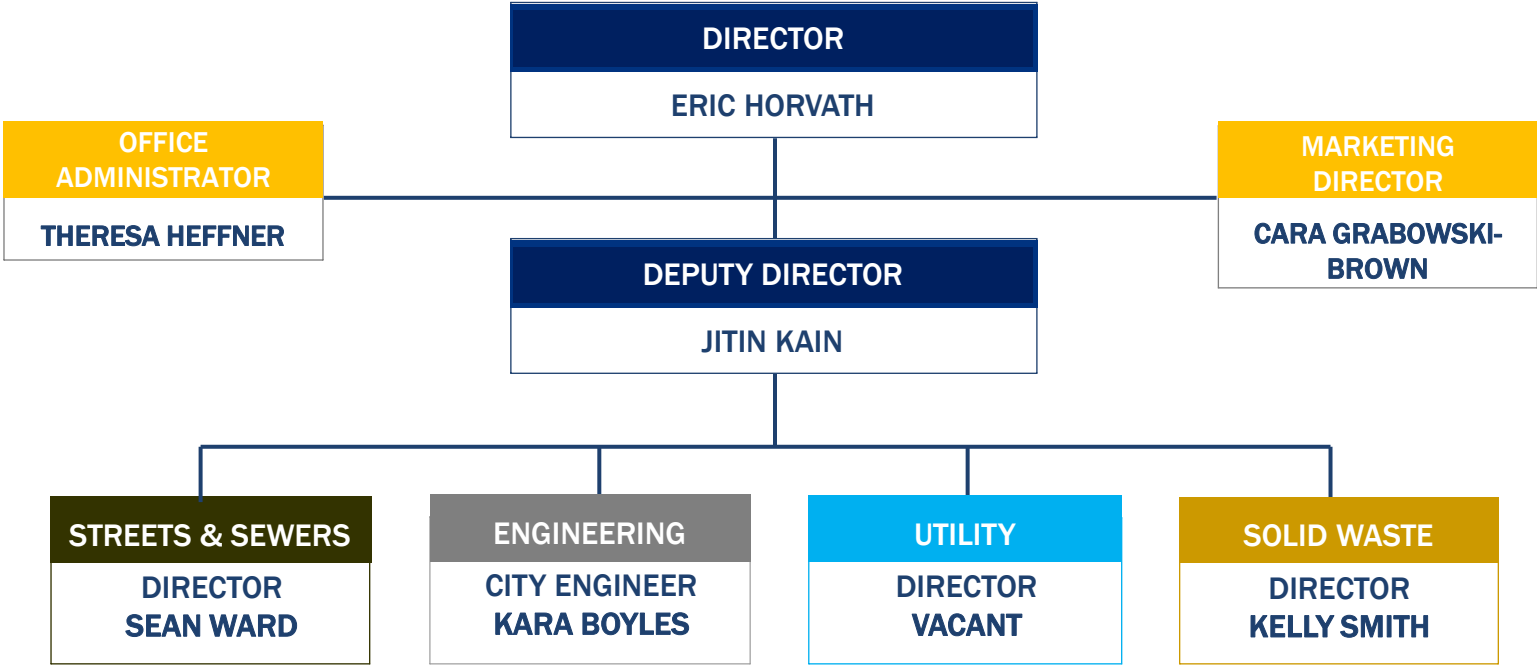 DIRECTOR
ERIC HORVATH
OFFICE
ADMINISTRATOR
THERESA HEFFNER
MARKETING
DIRECTOR
CARA GRABOWSKI-
BROWN
DEPUTY DIRECTOR
JITIN KAIN
STREETS & SEWERS
DIRECTOR
SEAN WARD
ENGINEERING
CITY ENGINEER
KARA BOYLES
UTILITY
DIRECTOR
VACANT
SOLID WASTE
DIRECTOR
KELLY SMITH